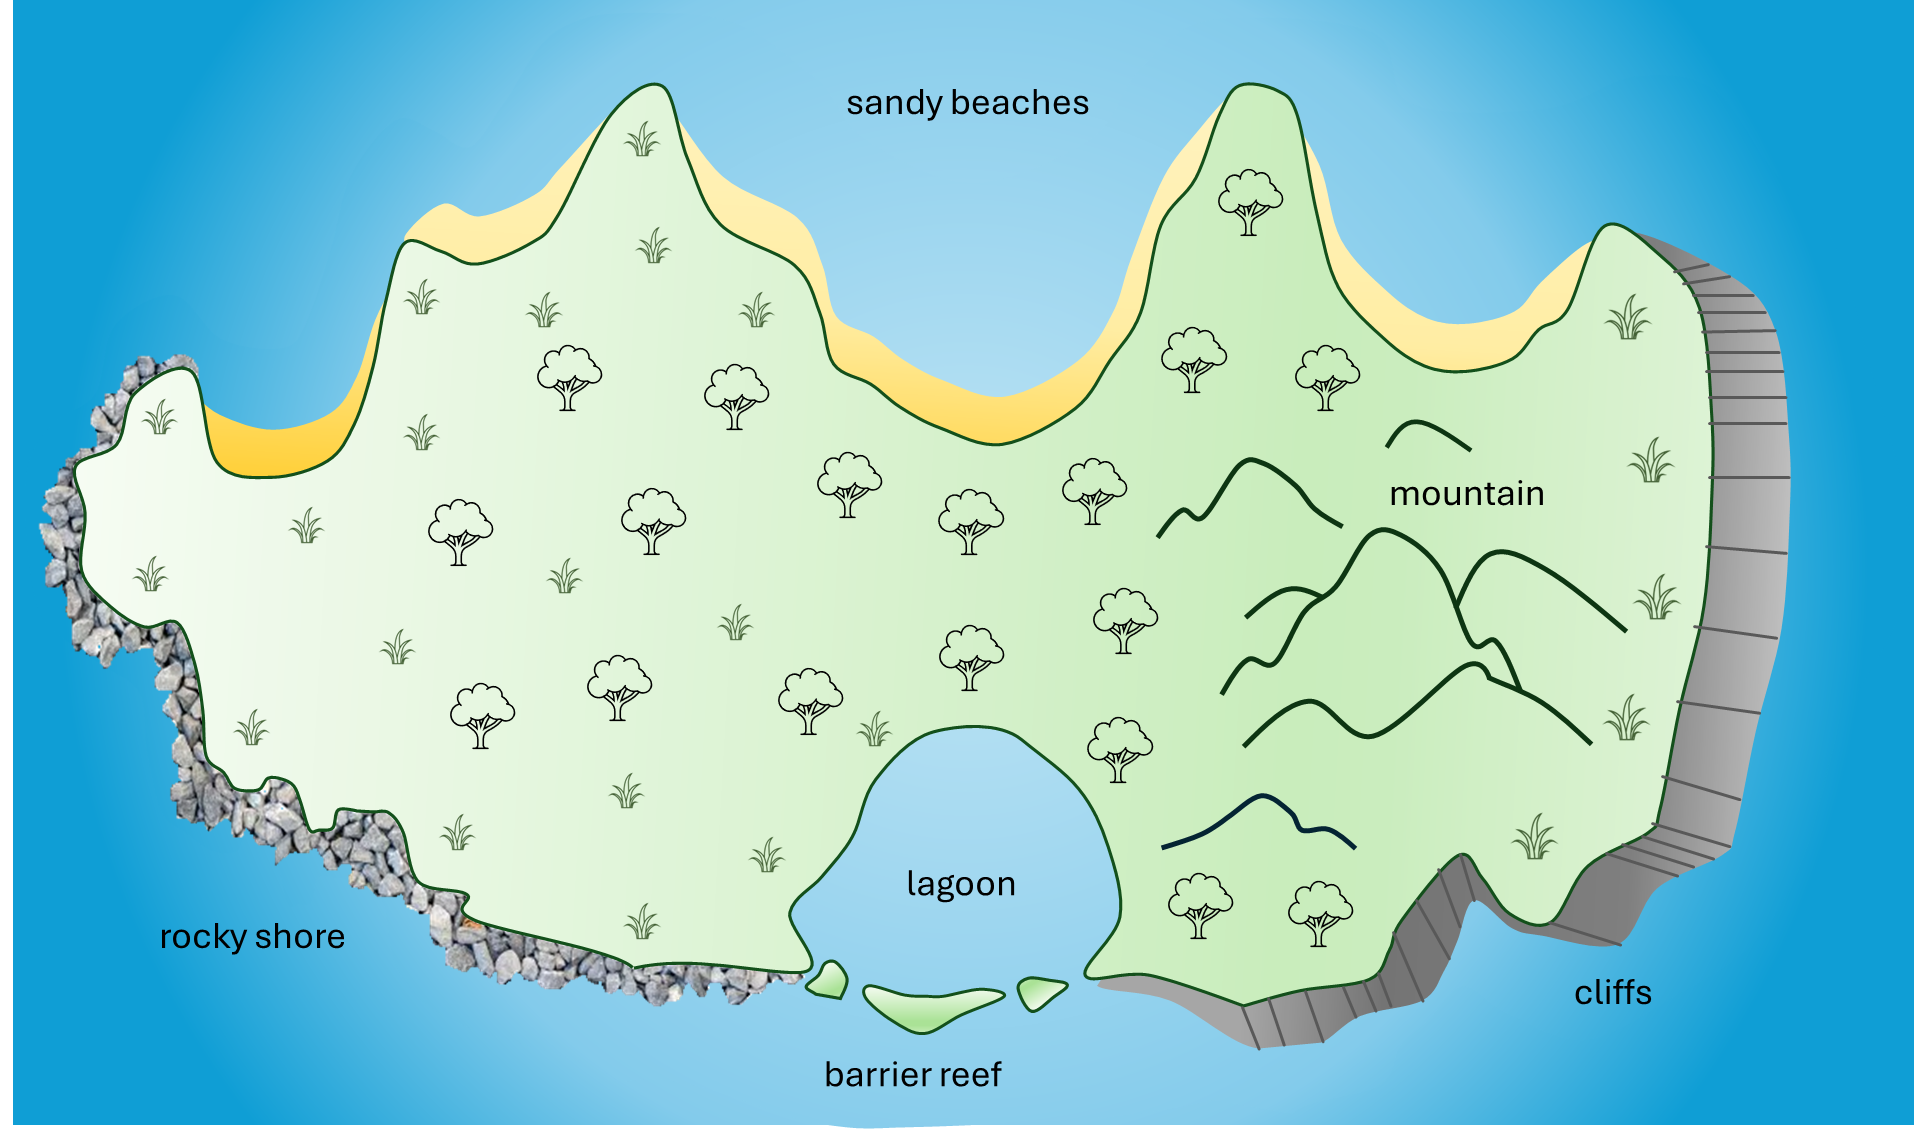 sandy beaches
mountain
lagoon
rocky shore
cliffs
barrier reef